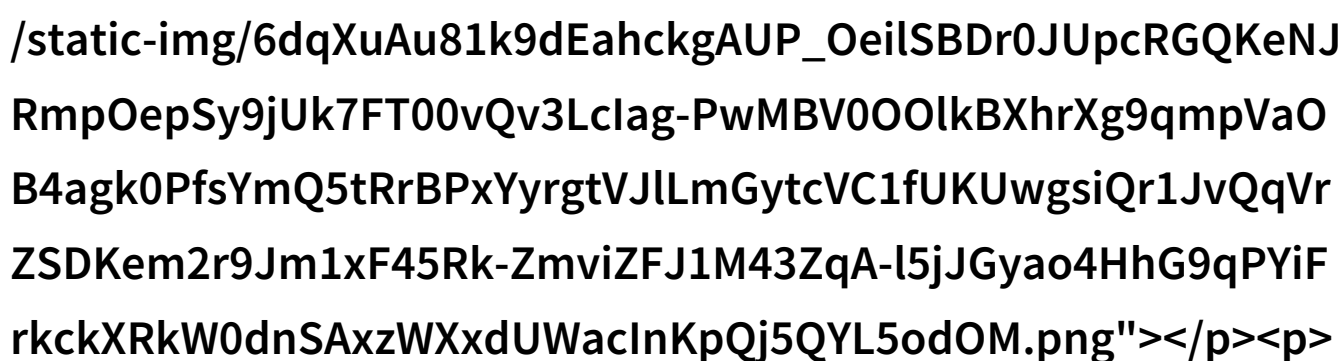 /static-img/6dqXuAu81k9dEahckgAUP_OeilSBDr0JUpcRGQKeNJ
RmpOepSy9jUk7FT00vQv3LcIag-PwMBV0OOlkBXhrXg9qmpVaO
B4agk0PfsYmQ5tRrBPxYyrgtVJlLmGytcVC1fUKUwgsiQr1JvQqVr
ZSDKem2r9Jm1xF45Rk-ZmviZFJ1M43ZqA-l5jJGyao4HhG9qPYiF
rkckXRkW0dnSAxzWXxdUWacInKpQj5QYL5odOM.png"></p><p>